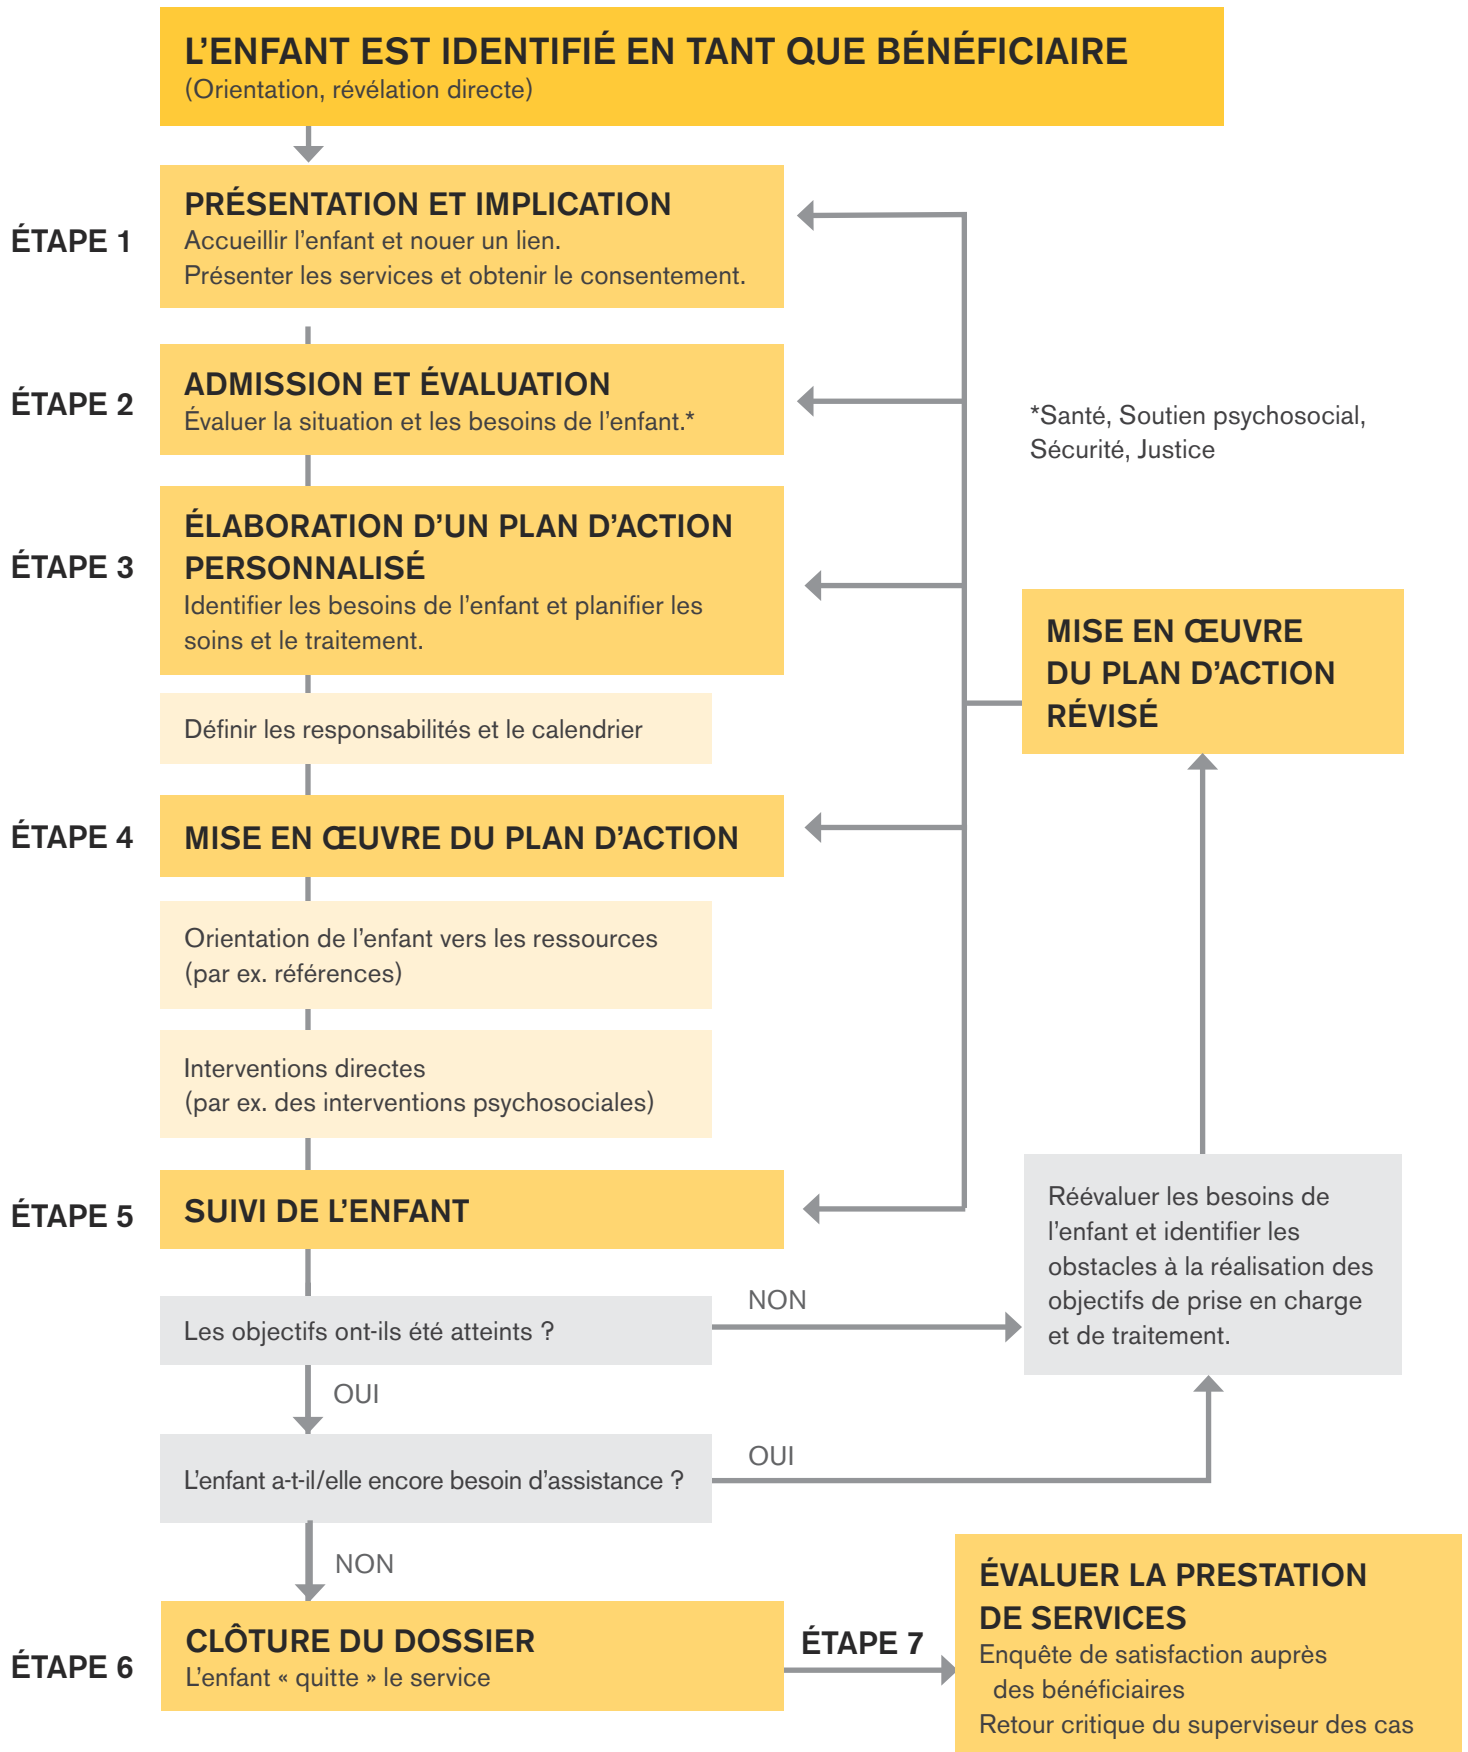 L’ENFANT EST IDENTIFIÉ EN TANT QUE BÉNÉFICIAIRE
(Orientation, révélation directe)
ÉTAPE 1
PRÉSENTATION ET IMPLICATION
Accueillir l’enfant et nouer un lien.
Présenter les services et obtenir le consentement.
ÉTAPE 2
ADMISSION ET ÉVALUATION
Évaluer la situation et les besoins de l’enfant.*
*Santé, Soutien psychosocial,
Sécurité, Justice
ÉTAPE 3
ÉLABORATION D’UN PLAN D’ACTION
PERSONNALISÉ
Identifier les besoins de l’enfant et planifier les
soins et le traitement.
Définir les responsabilités et le calendrier
MISE EN ŒUVRE
DU PLAN D’ACTION
RÉVISÉ
ÉTAPE 4
MISE EN ŒUVRE DU PLAN D’ACTION
Orientation de l’enfant vers les ressources
(par ex. références)
Interventions directes
(par ex. des interventions psychosociales)
ÉTAPE 5
SUIVI DE L’ENFANT
Réévaluer les besoins de
l’enfant et identifier les
obstacles à la réalisation des
objectifs de prise en charge
et de traitement.
Les objectifs ont-ils été atteints ?
NON
OUI
L’enfant a-t-il/elle encore besoin d’assistance ?
OUI
NON
ÉTAPE 6
CLÔTURE DU DOSSIER
L’enfant « quitte » le service
ÉTAPE 7
ÉVALUER LA PRESTATION
DE SERVICES
Enquête de satisfaction auprès
des bénéficiaires
Retour critique du superviseur des cas